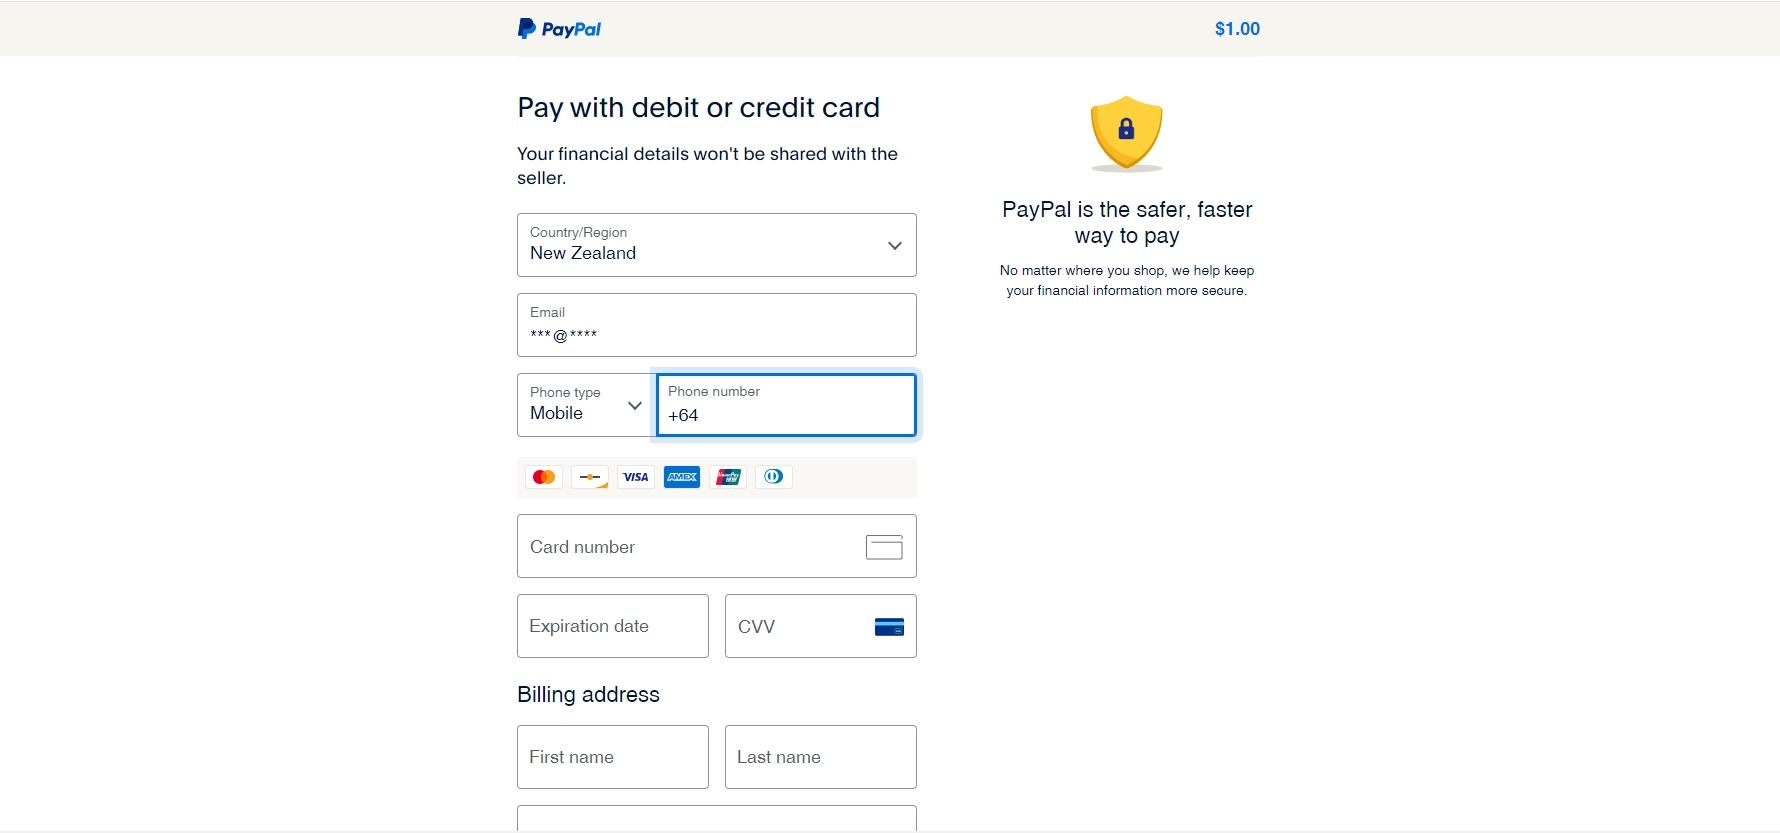 PayPal
$1.00
Pay with debit or credit card
Your financial details won't be shared with the
seller.
Country/Region
New Zealand
Email
***@****
Phone type
Mobile
Phone number
+64
VISA
AMEX
UnionPay
银联
Card number
Expiration date
CVV
Billing address
First name
Last name
PayPal is the safer, faster
way to pay
No matter where you shop, we help keep
your financial information more secure.